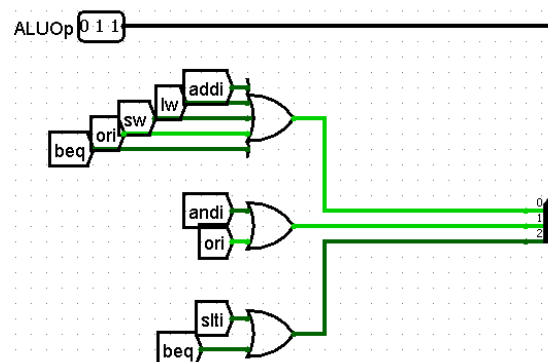 ALUOp 0 1 1
addi
lw
sw
ori
beq
andi
ori
0
1
2
slti
beq